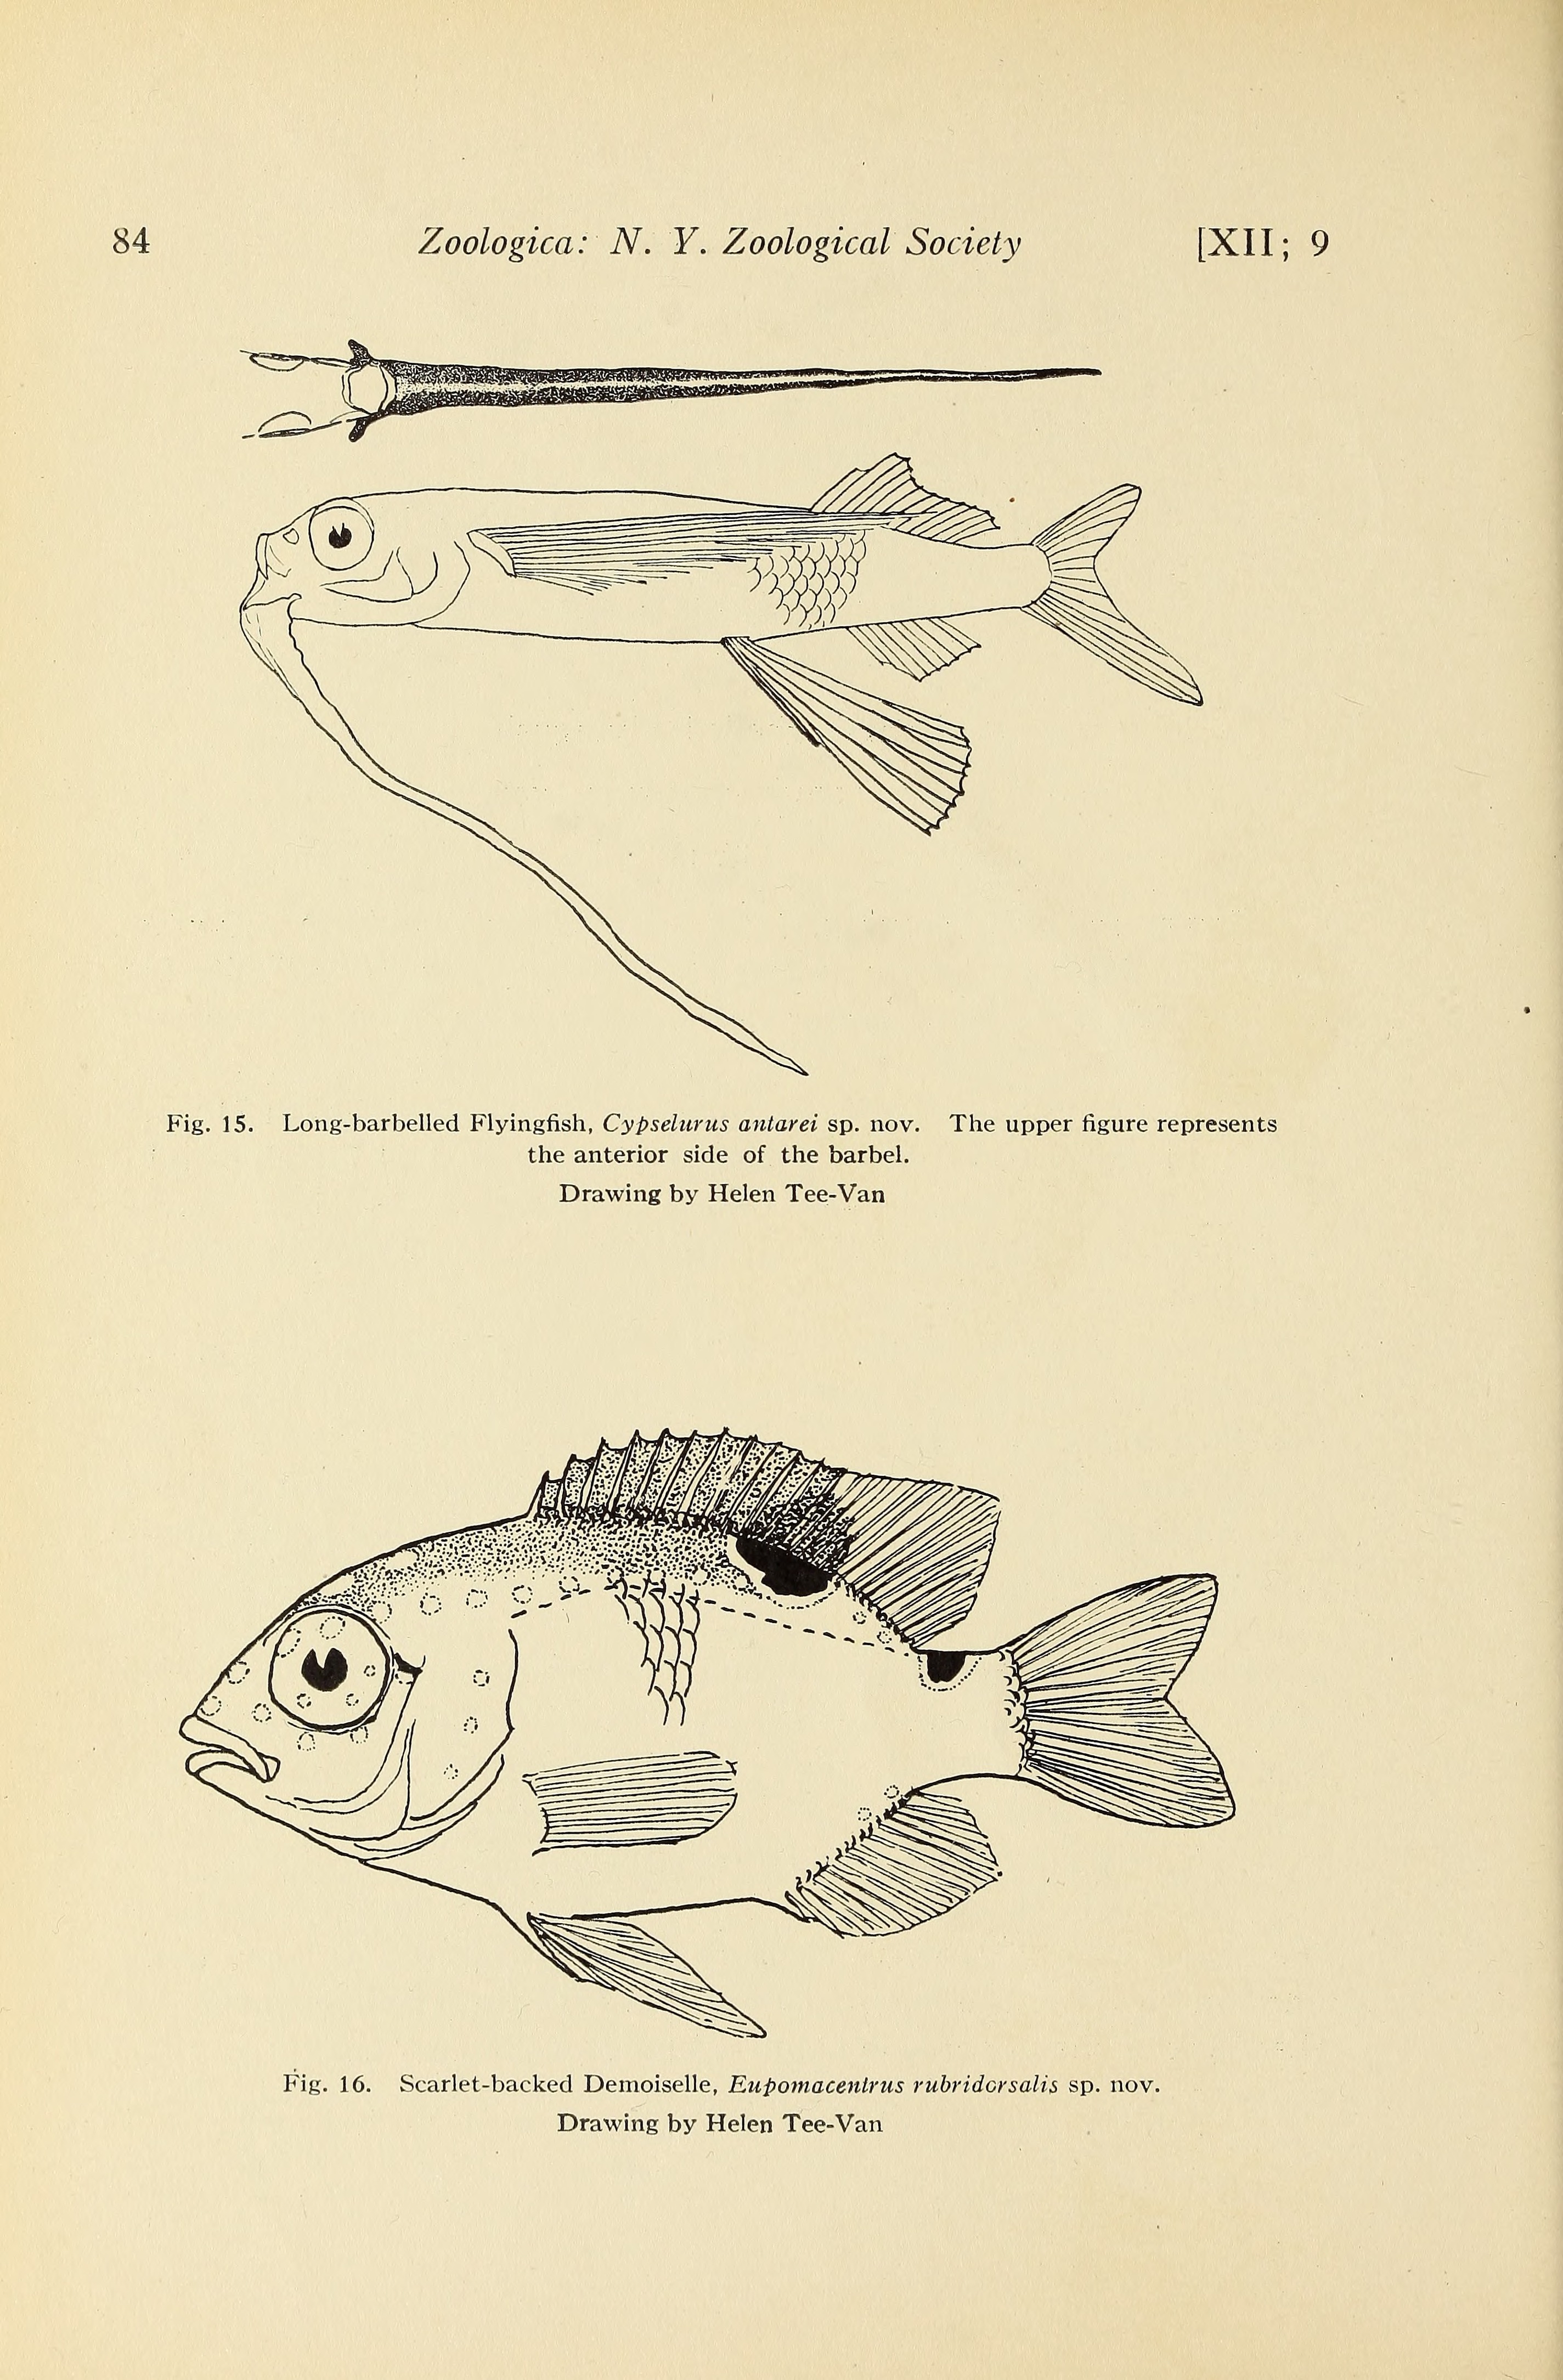 84 Zoologica: N. Y. Zoological Society [XII; 9
Fig. 15. Long-barbelled Flyingfish, Cypselurus antarei sp. nov. The upper figure represents
the anterior side of the barbel.
Drawing by Helen Tee-Van
Fig. 16. Scarlet-backed Demoiselle, Eupomacentrus rubridorsalis sp. nov.
Drawing by Helen Tee-Van